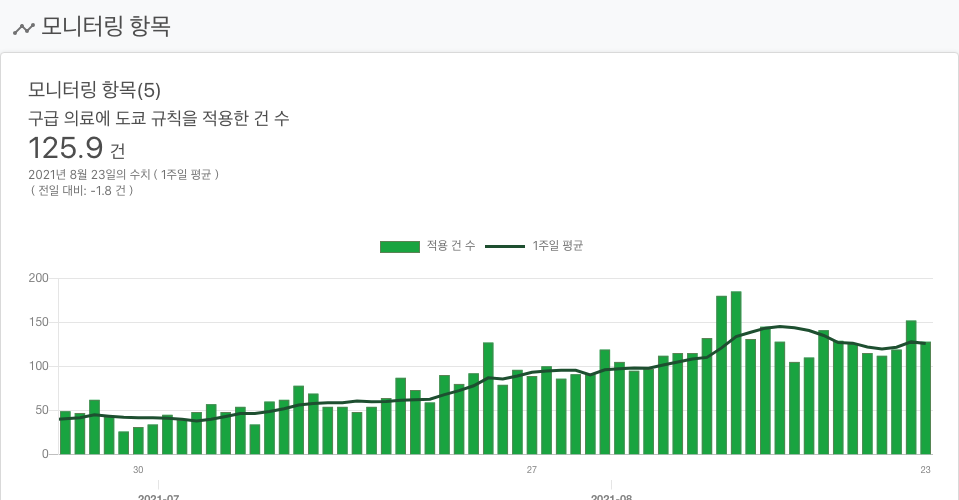 모니터링 항목
모니터링 항목(5)
구급 의료에 도쿄 규칙을 적용한 건 수
125.9 건
2021년 8월 23일의 수치 ( 1주일 평균 )
( 전일 대비: -1.8 건 )
적용 건 수 1주일 평균
200
150
100
50
0
30 27 23
2021-07 2021-08